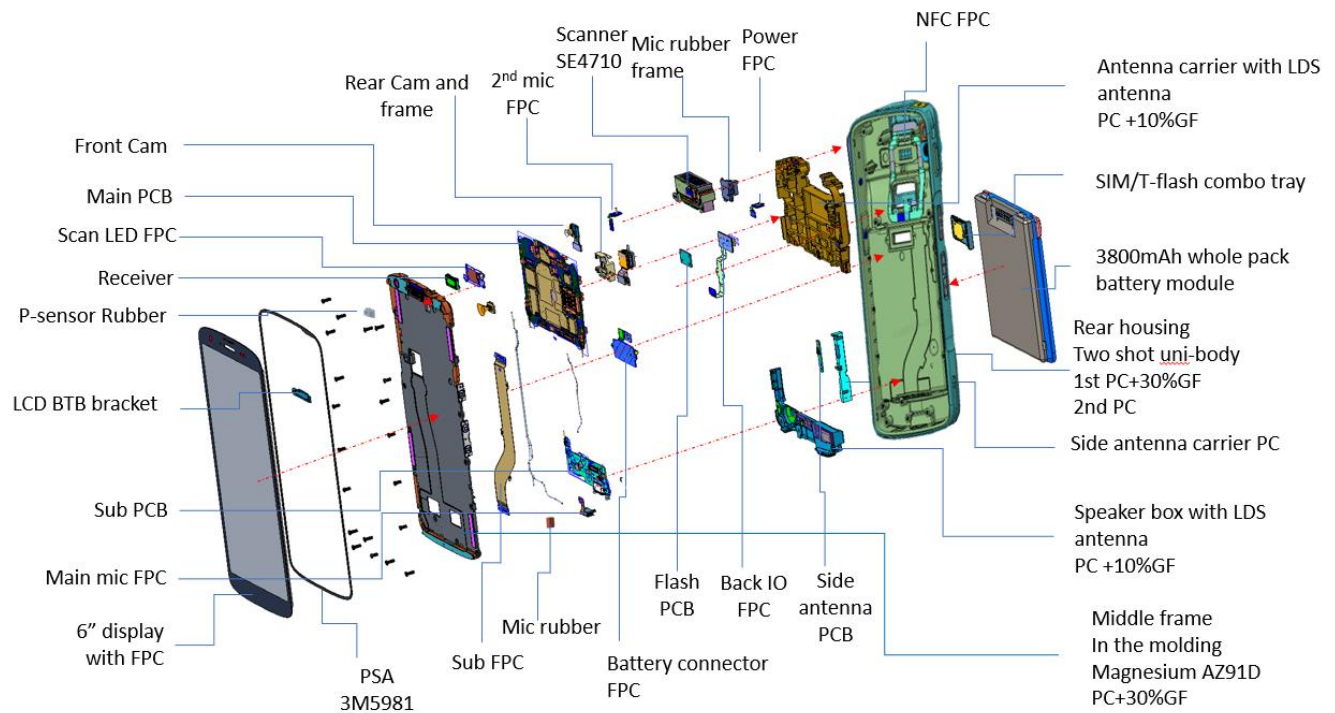 NFC FPC
Scanner
SE4710
Mic rubber
frame
Power
FPC
Rear Cam and
frame
2nd mic
FPC
Antenna carrier with LDS
antenna
PC +10%GF
Front Cam
Main PCB
SIM/T-flash combo tray
Scan LED FPC
Receiver
3800mAh whole pack
battery module
P-sensor Rubber
Rear housing
Two shot uni-body
1st PC+30%GF
2nd PC
LCD BTB bracket
Side antenna carrier PC
Sub PCB
Speaker box with LDS
antenna
PC +10%GF
Main mic FPC
Flash
PCB
Back IO
FPC
Side
antenna
PCB
6” display
with FPC
Mic rubber
Middle frame
In the molding
Magnesium AZ91D
PC+30%GF
PSA
3M5981
Sub FPC
Battery connector
FPC